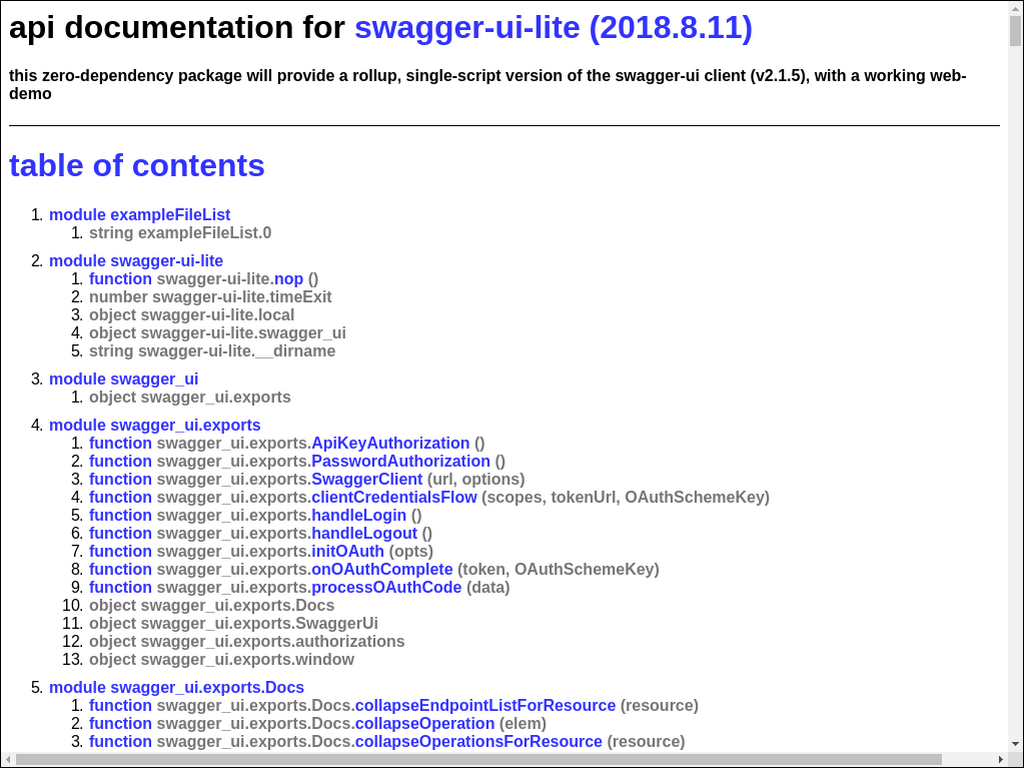 api documentation for swagger-ui-lite (2018.8.11)
this zero-dependency package will provide a rollup, single-script version of the swagger-ui client (v2.1.5), with a working web-
demo
table of contents
1. module exampleFileList
1. string exampleFileList.0
2. module swagger-ui-lite
1. function swagger-ui-lite.nop ()
2. number swagger-ui-lite.timeExit
3. object swagger-ui-lite.local
4. object swagger-ui-lite.swagger_ui
5. string swagger-ui-lite.__dirname
3. module swagger_ui
1. object swagger_ui.exports
4. module swagger_ui.exports
1. function swagger_ui.exports.ApiKeyAuthorization ()
2. function swagger_ui.exports.PasswordAuthorization ()
3. function swagger_ui.exports.SwaggerClient (url, options)
4. function swagger_ui.exports.clientCredentialsFlow (scopes, tokenUrl, OAuthSchemeKey)
5. function swagger_ui.exports.handleLogin ()
6. function swagger_ui.exports.handleLogout ()
7. function swagger_ui.exports.initOAuth (opts)
8. function swagger_ui.exports.onOAuthComplete (token, OAuthSchemeKey)
9. function swagger_ui.exports.processOAuthCode (data)
10. object swagger_ui.exports.Docs
11. object swagger_ui.exports.SwaggerUi
12. object swagger_ui.exports.authorizations
13. object swagger_ui.exports.window
5. module swagger_ui.exports.Docs
1. function swagger_ui.exports.Docs.collapseEndpointListForResource (resource)
2. function swagger_ui.exports.Docs.collapseOperation (elem)
3. function swagger_ui.exports.Docs.collapseOperationsForResource (resource)